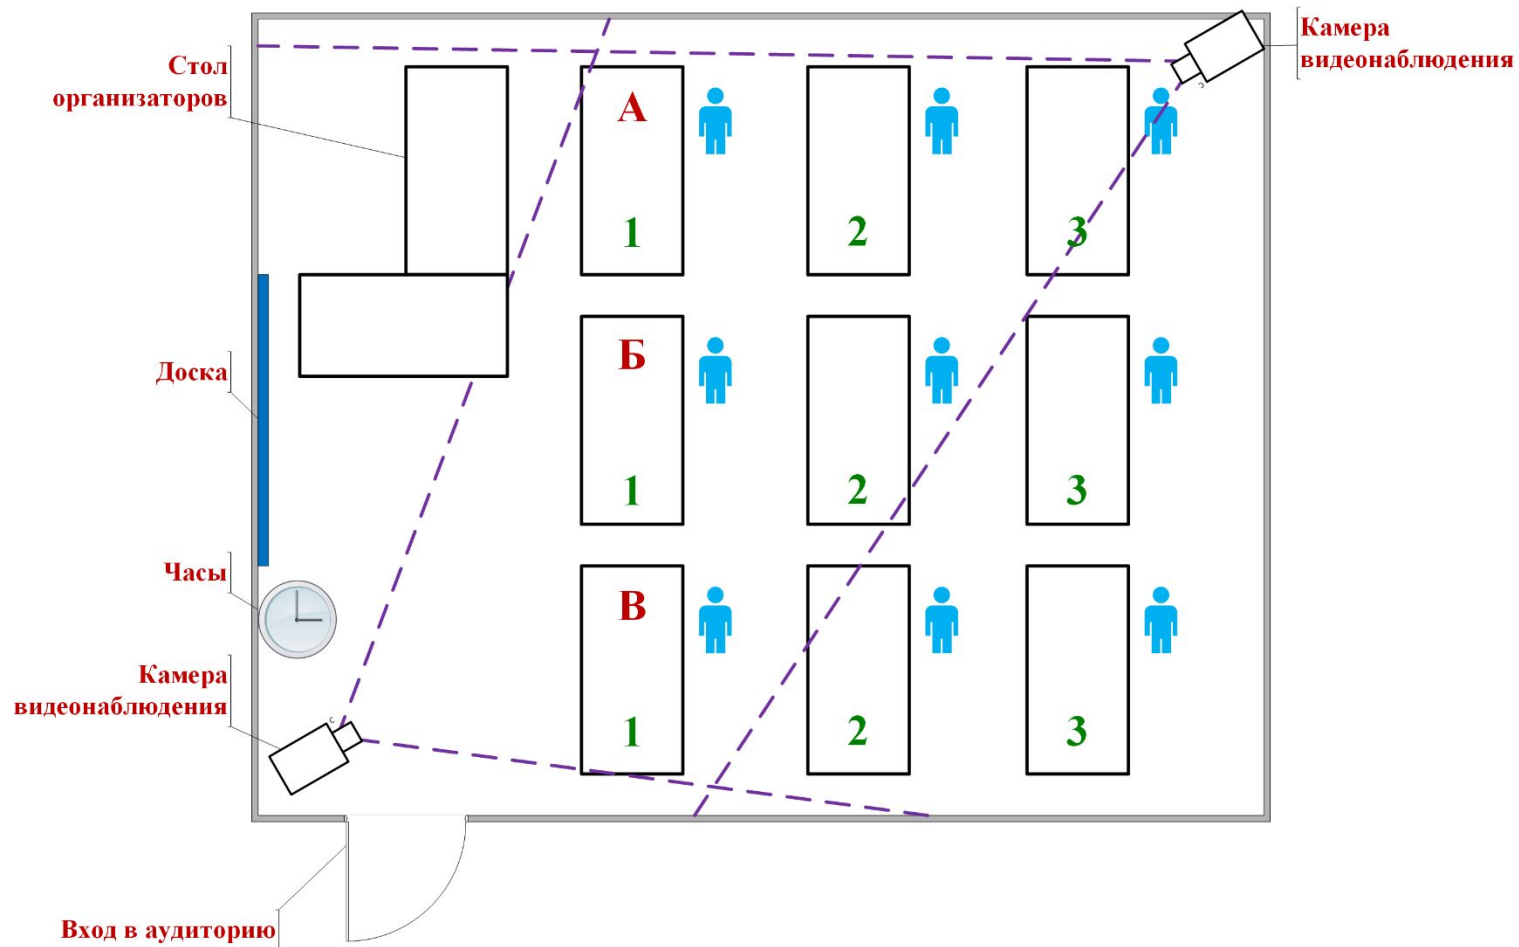 Камера
видеонаблюдения
Стол
организаторов
А
1
2
3
Б
Доска
1
2
3
Часы
В
Камера
видеонаблюдения
1
2
3
Вход в аудиторию